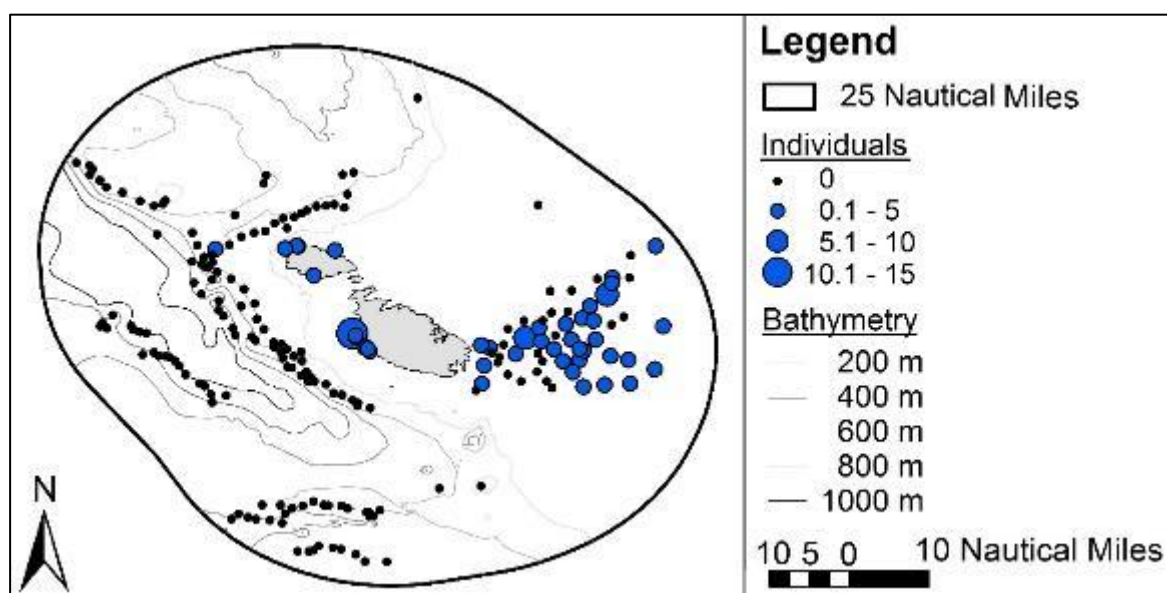 Legend
25 Nautical Miles
Individuals
0
0.1 - 5
5.1 - 10
10.1 - 15
Bathymetry
200 m
400 m
600 m
800 m
1000 m
10 5 0 10 Nautical Miles
N